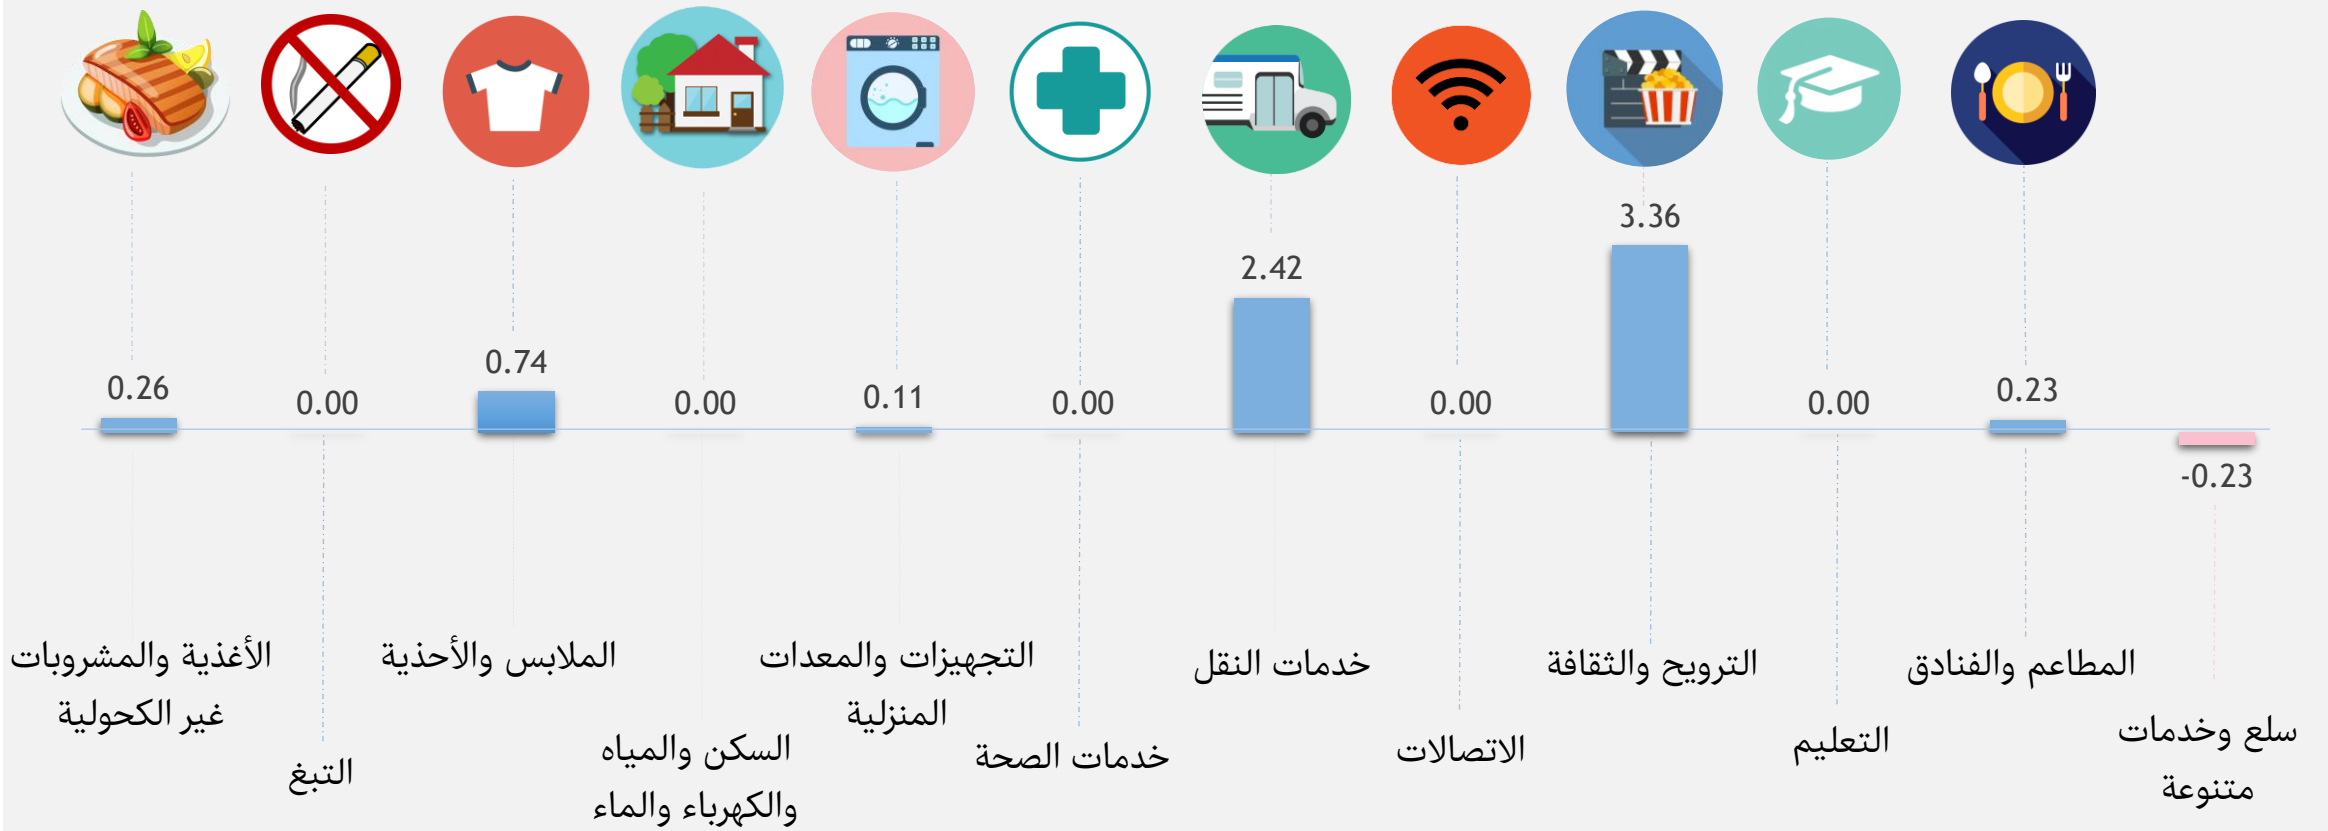 3.36
2.42
0.74
0.26
0.00
0.00
0.11
0.00
0.00
0.00
0.23
-0.23
الأغذية والمشروبات
غير الكحولية
التبغ
الملابس والأحذية
السكن والمياه
والكهرباء والماء
التجهيزات والمعدات
المنزلية
خدمات الصحة
خدمات النقل
الاتصالات
الترويح والثقافة
التعليم
المطاعم والفنادق
سلع وخدمات
متنوعة